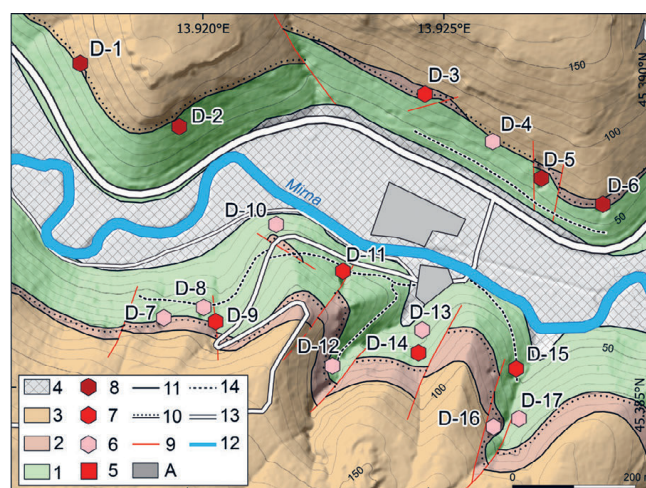 13.920°
13.925°
D-1
D-3
150
45.390°N
D-2
D-4
100
D-5
D-6
50
Mirna
D-10
D-11
D-8
D-7
D-9
D-13
50
D-12
D-14
D-15
100
45.385°N
D-16
D-17
150
4 8 11 14
3 7 10 13
2 6 9 12
1 5 A
0 200 m